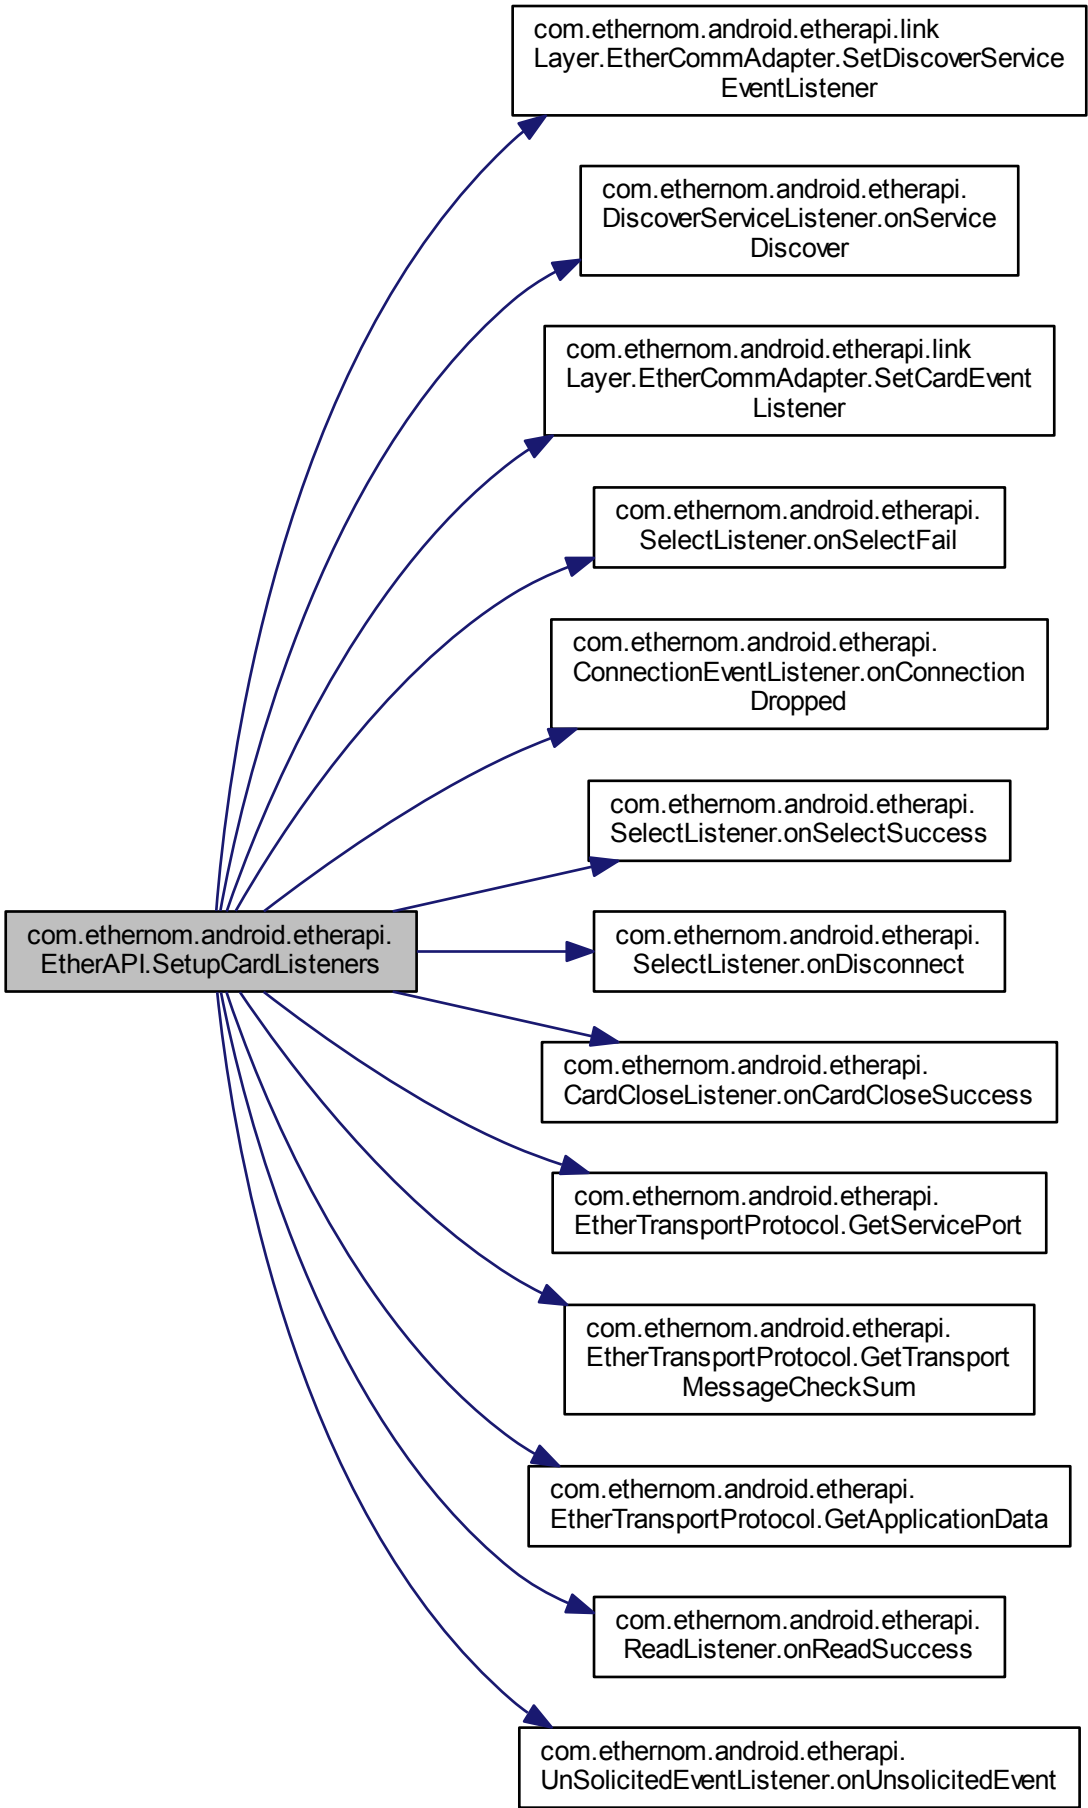 com.ethernom.android.etherapi.link
Layer.EtherCommAdapter.SetDiscoverService
EventListener
com.ethernom.android.etherapi.
DiscoverServiceListener.onService
Discover
com.ethernom.android.etherapi.link
Layer.EtherCommAdapter.SetCardEvent
Listener
com.ethernom.android.etherapi.
SelectListener.onSelectFail
com.ethernom.android.etherapi.
ConnectionEventListener.onConnection
Dropped
com.ethernom.android.etherapi.
SelectListener.onSelectSuccess
com.ethernom.android.etherapi.
EtherAPI.SetupCardListeners
com.ethernom.android.etherapi.
SelectListener.onDisconnect
com.ethernom.android.etherapi.
CardCloseListener.onCardCloseSuccess
com.ethernom.android.etherapi.
EtherTransportProtocol.GetServicePort
com.ethernom.android.etherapi.
EtherTransportProtocol.GetTransport
MessageCheckSum
com.ethernom.android.etherapi.
EtherTransportProtocol.GetApplicationData
com.ethernom.android.etherapi.
ReadListener.onReadSuccess
com.ethernom.android.etherapi.
UnSolicitedEventListener.onUnsolicitedEvent